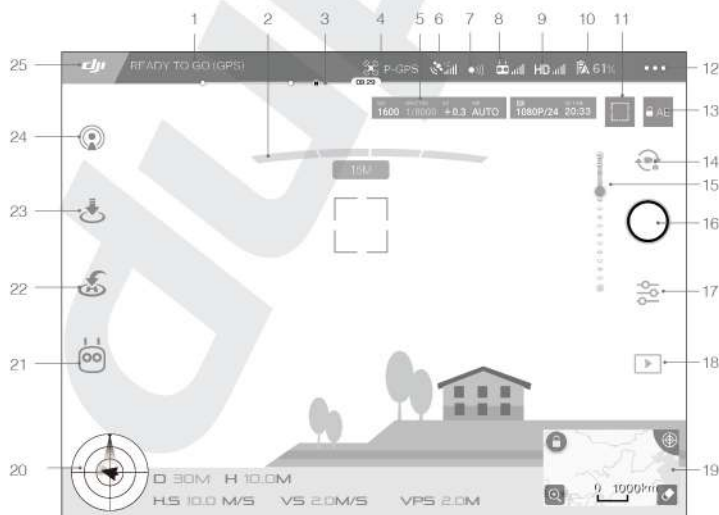 1 2 3 4 5 6 7 8 9 10 11
25 dji READY TO GO (GPS) P-GPS HD 61% 12
09:29
1600 1/8000 +0.3 AUTO 1080P/24 20:33 AE 13
24
14
16M
15
23
16
22
17
21
18
20
D 30M H 10.0M
0 1000km 19
H.S 10.0 M/S VS 2.0M/S VPS 2.0M